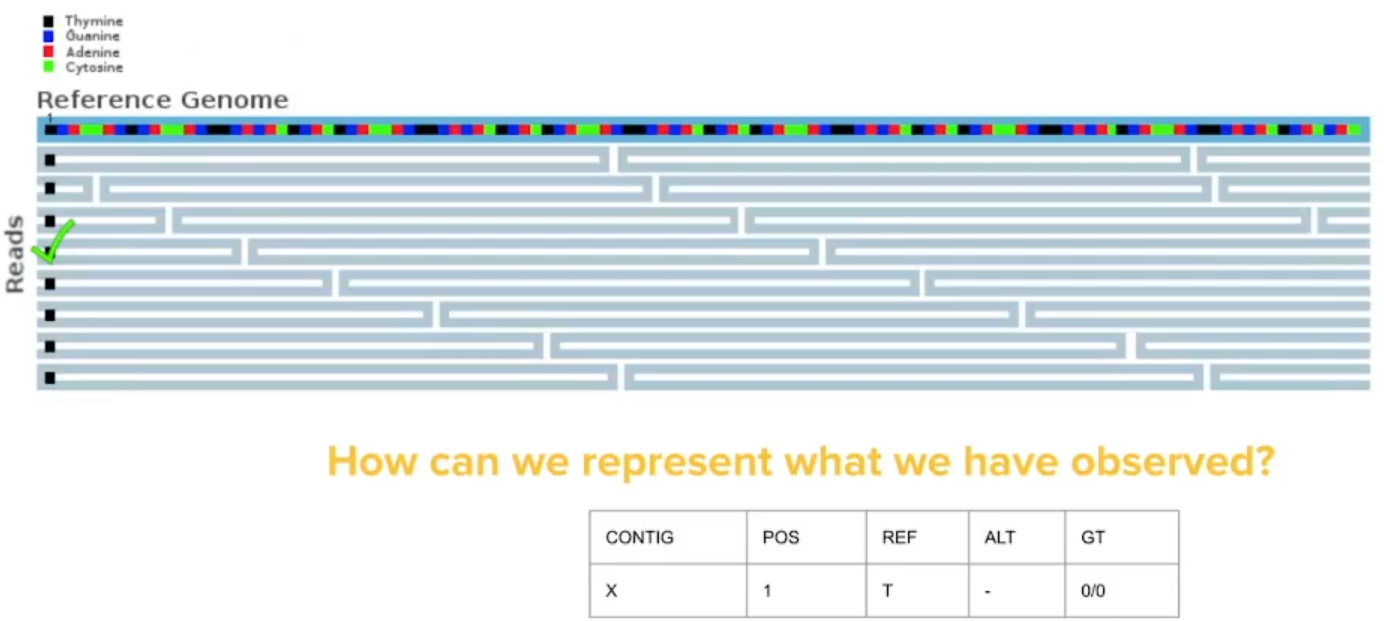 Thymine
Guanine
Adenine
Cytosine
Reference Genome
1
Reads
How can we represent what we have observed?
CONTIG POS REF ALT GT
X 1 T - 0/0